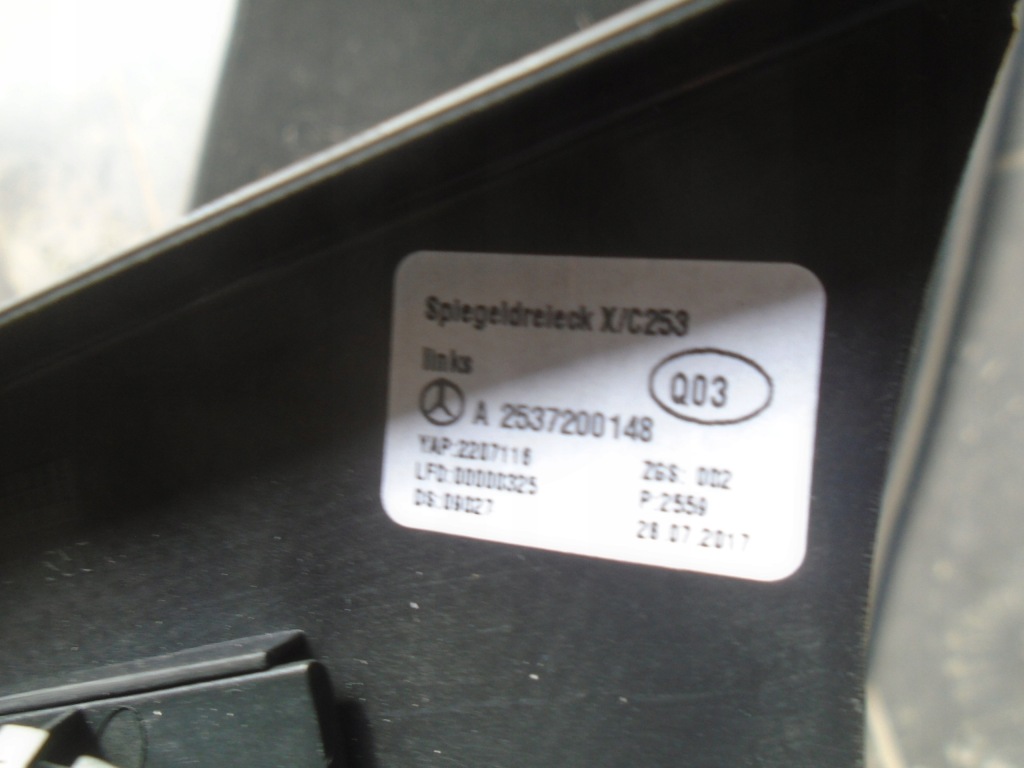 Spiegeldreieck X/C253
links
Q03
A 2537200148
YAP:2207116
ZGS: 002
LFD:00000325
P:2559
DS:09027
28.07.2017